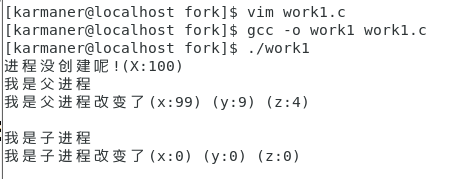 [karmaner@localhost fork]$ vim work1.c
[karmaner@localhost fork]$ gcc -o work1 work1.c
[karmaner@localhost fork]$ ./work1
进程没创建呢!(X:100)
我是父进程
我是父进程改变了(x:99) (y:9) (z:4)
我是子进程
我是子进程改变了(x:0) (y:0) (z:0)